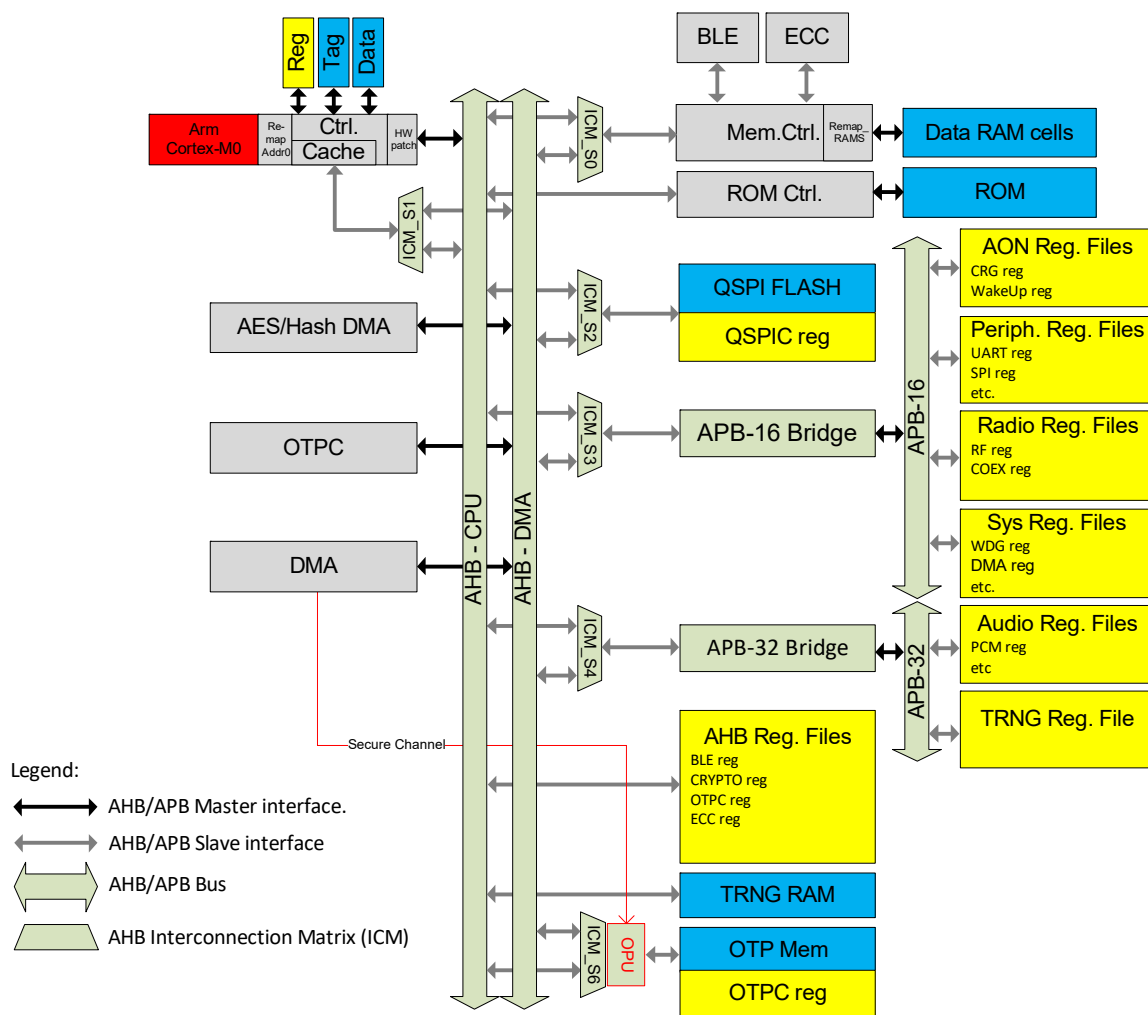 Reg
Tag
Data
BLE
ECC
Arm
Cortex-M0
Re-
map
Addr0
Ctrl.
Cache
HW
patch
ICM_S0
Mem.Ctrl.
Remap_
RAMS
Data RAM cells
ROM Ctrl.
ROM
ICM_S1
AON Reg. Files
CRG reg
WakeUp reg
AES/Hash DMA
ICM_S2
QSPI FLASH
QSPIC reg
Periph. Reg. Files
UART reg
SPI reg
etc.
OTPC
ICM_S3
APB-16 Bridge
APB-16
Radio Reg. Files
RF reg
COEX reg
Sys Reg. Files
WDG reg
DMA reg
etc.
DMA
AHB - CPU
AHB - DMA
ICM_S4
APB-32 Bridge
APB-32
Audio Reg. Files
PCM reg
etc
TRNG Reg. File
Secure Channel
AHB Reg. Files
BLE reg
CRYPTO reg
OTPC reg
ECC reg
TRNG RAM
ICM_S6
OPU
OTP Mem
OTPC reg
Legend:
AHB/APB Master interface.
AHB/APB Slave interface
AHB/APB Bus
AHB Interconnection Matrix (ICM)